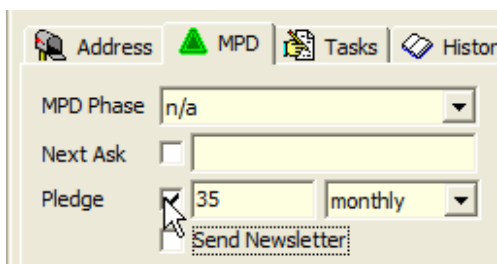 Address MPD Tasks Histor
MPD Phase n/a
Next Ask
Pledge 35 monthly
Send Newsletter